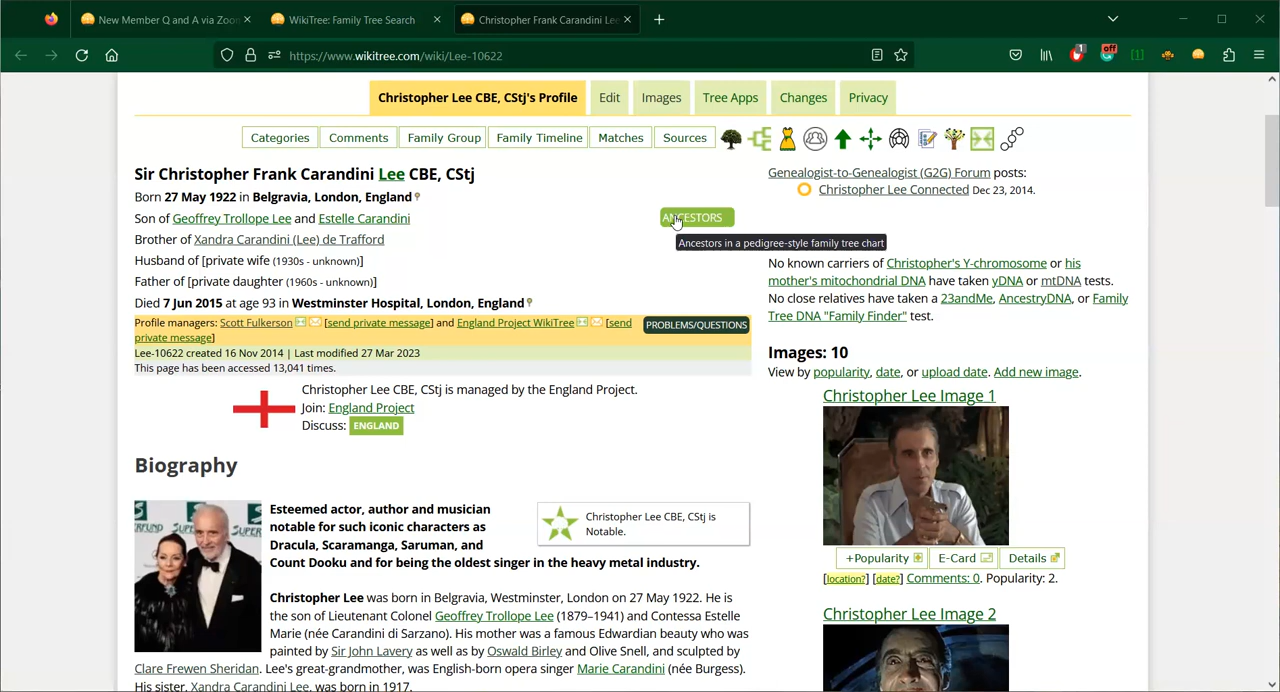 New Member Q and A via Zoom
WikiTree: Family Tree Search
Christopher Frank Carandini Lee
https://www.wikitree.com/wiki/Lee-10622
1
off
[1]
Christopher Lee CBE, CStj's Profile
Edit
Images
Tree Apps
Changes
Privacy
Categories
Comments
Family Group
Family Timeline
Matches
Sources
Sir Christopher Frank Carandini Lee CBE, CStj
Born 27 May 1922 in Belgravia, London, England
Son of Geoffrey Trollope Lee and Estelle Carandini
Brother of Xandra Carandini (Lee) de Trafford
Husband of [private wife (1930s - unknown)]
Father of [private daughter (1960s - unknown)]
Died 7 Jun 2015 at age 93 in Westminster Hospital, London, England
ANCESTORS
Ancestors in a pedigree-style family tree chart
Profile managers: Scott Fulkerson [send private message] and England Project WikiTree [send
private message]
PROBLEMS/QUESTIONS
Lee-10622 created 16 Nov 2014 | Last modified 27 Mar 2023
This page has been accessed 13,041 times.
Christopher Lee CBE, CStj is managed by the England Project.
Join: England Project
Discuss: ENGLAND
Biography
Esteemed actor, author and musician
notable for such iconic characters as
Dracula, Scaramanga, Saruman, and
Count Dooku and for being the oldest singer in the heavy metal industry.
Christopher Lee CBE, CStj is
Notable.
Christopher Lee was born in Belgravia, Westminster, London on 27 May 1922. He is
the son of Lieutenant Colonel Geoffrey Trollope Lee (1879–1941) and Contessa Estelle
Marie (née Carandini di Sarzano). His mother was a famous Edwardian beauty who was
painted by Sir John Lavery as well as by Oswald Birley and Olive Snell, and sculpted by
Clare Frewen Sheridan. Lee's great-grandmother, was English-born opera singer Marie Carandini (née Burgess).
His sister, Xandra Carandini Lee, was born in 1917.
Genealogist-to-Genealogist (G2G) Forum posts:
Christopher Lee Connected Dec 23, 2014.
No known carriers of Christopher's Y-chromosome or his
mother's mitochondrial DNA have taken yDNA or mtDNA tests.
No close relatives have taken a 23andMe, AncestryDNA, or Family
Tree DNA "Family Finder" test.
Images: 10
View by popularity, date, or upload date. Add new image.
Christopher Lee Image 1
+Popularity
E-Card
Details
[location?] [date?] Comments: 0. Popularity: 2.
Christopher Lee Image 2